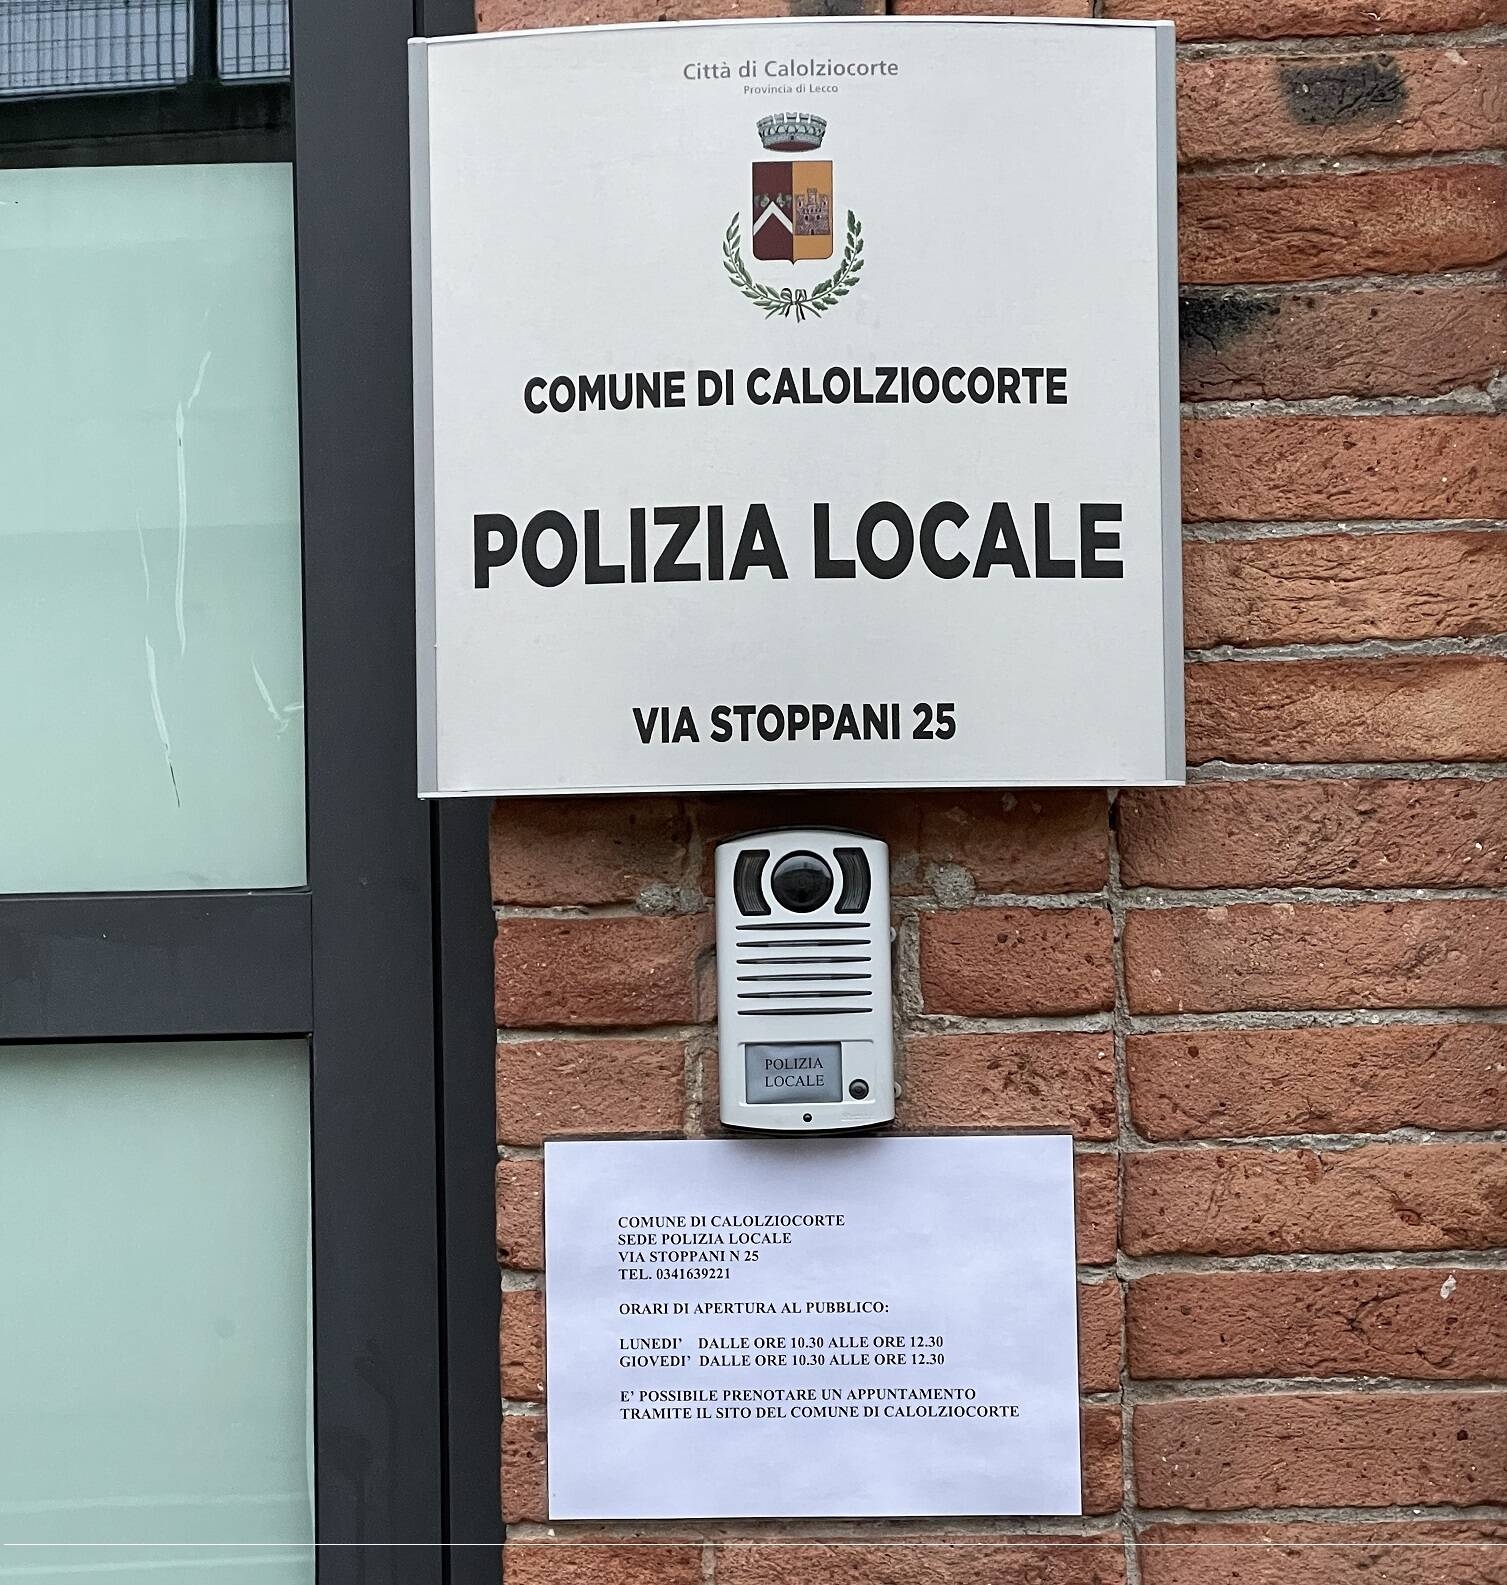 Città di Calolziocorte
Provincia di Lecco
COMUNE DI CALOLZIOCORTE
POLIZIA LOCALE
VIA STOPPANI 25
POLIZIA
LOCALE
COMUNE DI CALOLZIOCORTE
SEDE POLIZIA LOCALE
VIA STOPPANI N 25
TEL. 0341639221
ORARI DI APERTURA AL PUBBLICO:
LUNEDI' DALLE ORE 10.30 ALLE ORE 12.30
GIOVEDI' DALLE ORE 10.30 ALLE ORE 12.30
E' POSSIBILE PRENOTARE UN APPUNTAMENTO
TRAMITE IL SITO DEL COMUNE DI CALOLZIOCORTE